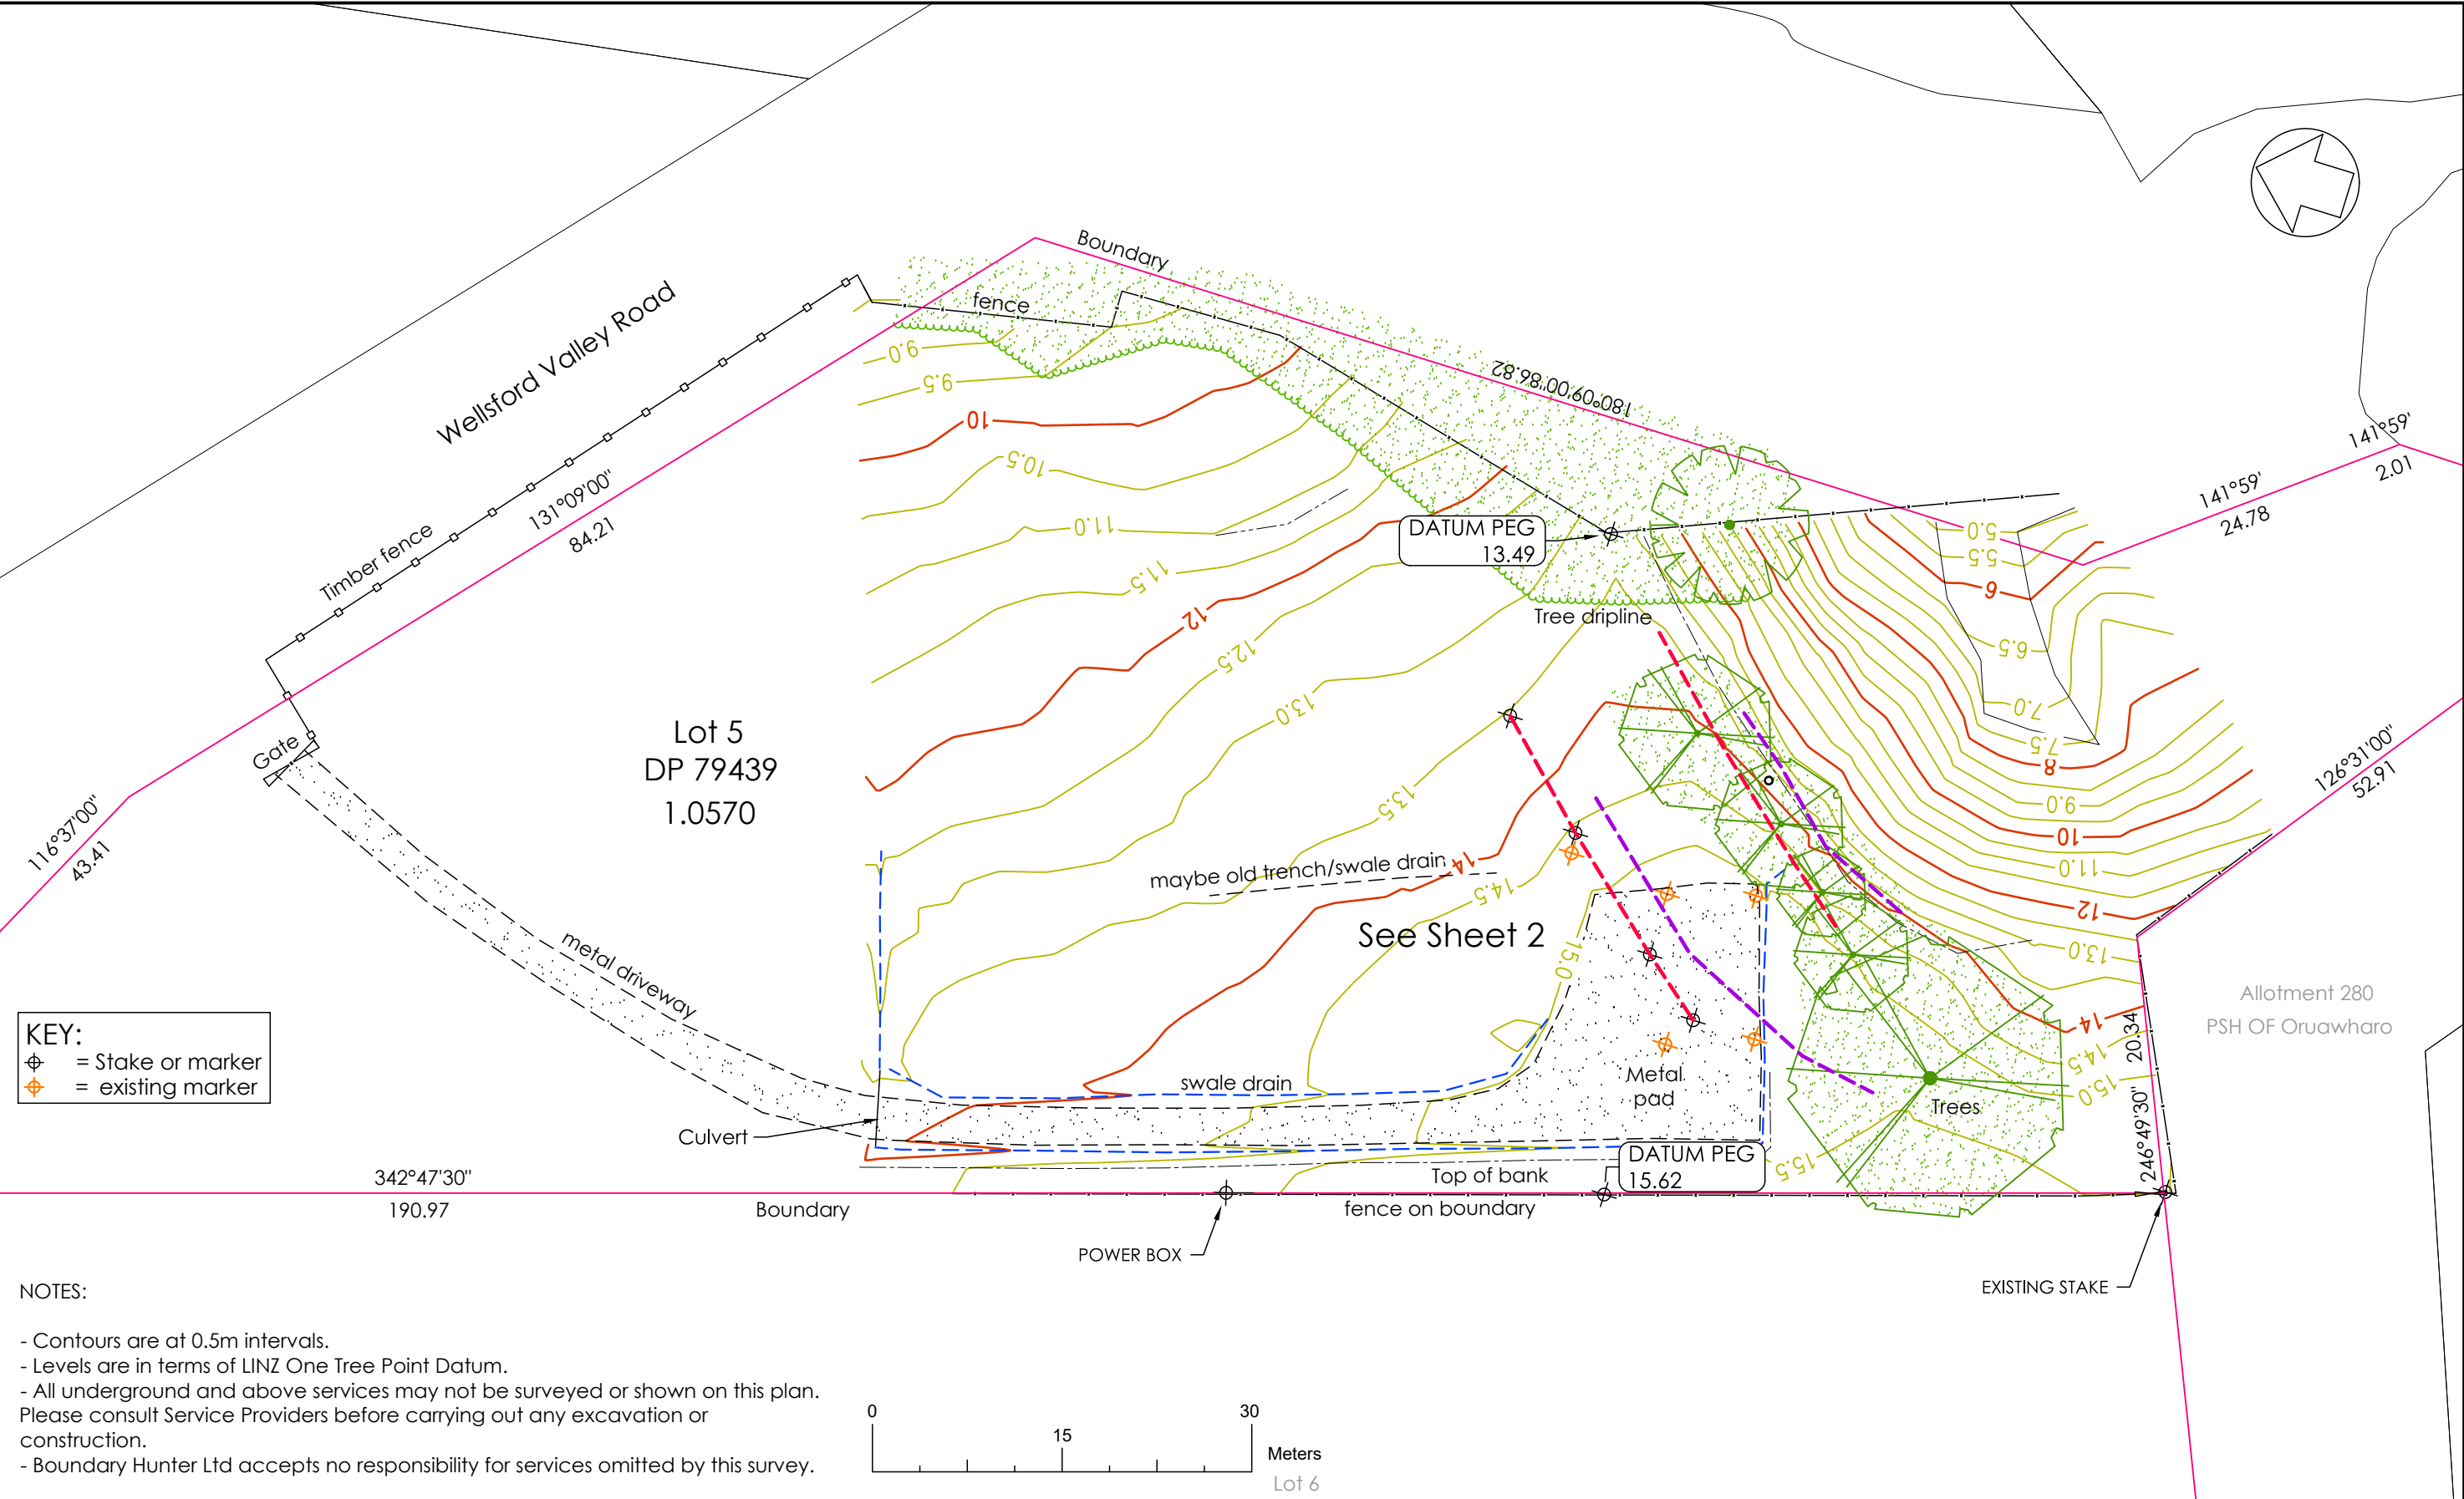 Boundary
fence
Wellsford Valley Road
180°09'00"86.82
131°09'00"
84.21
Timber fence
141°59'
2.01
141°59'
24.78
9.0
9.5
10
10.5
11.0
11.5
12
12.5
13.0
13.5
14
14.5
15.0
DATUM PEG
13.49
Tree dripline
5.0
5.5
6
6.5
7.0
7.5
8
9.0
10
11.0
12
13.0
14
14.5
15.0
15.5
Gate
Lot 5
DP 79439
1.0570
116°37'00"
43.41
126°31'00"
52.91
maybe old trench/swale drain
See Sheet 2
metal driveway
Allotment 280
PSH OF Oruawharo
KEY:
= Stake or marker
= existing marker
swale drain
Metal
pad
Trees
20.34
246°49'30"
Culvert
DATUM PEG
15.62
Top of bank
342°47'30"
190.97
Boundary
fence on boundary
POWER BOX
EXISTING STAKE
NOTES:
- Contours are at 0.5m intervals.
- Levels are in terms of LINZ One Tree Point Datum.
- All underground and above services may not be surveyed or shown on this plan.
Please consult Service Providers before carrying out any excavation or
construction.
- Boundary Hunter Ltd accepts no responsibility for services omitted by this survey.
0
15
30
Meters
Lot 6